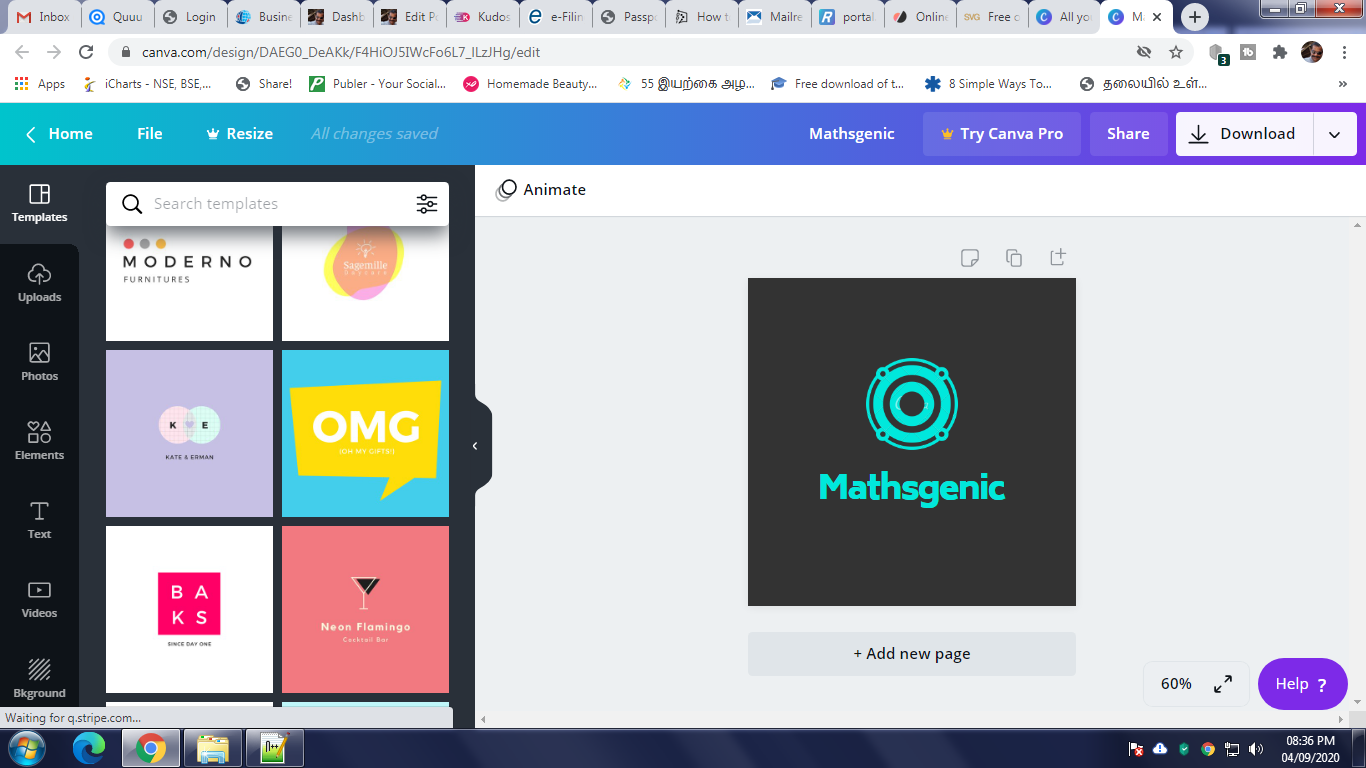 Inbox
Quuu
Login
Busine
Dashb
Edit Po
Kudos
e-Filin
Passpo
How t
Mailre
portal.
Online
Free o
All you
Ma
canva.com/design/DAEG0_DeAKk/F4HiOJ5IWcFo6L7_ILzJHg/edit
3
Apps
iCharts - NSE, BSE,...
Share!
Publer - Your Social...
Homemade Beauty...
55 இயற்கை அழ...
Free download of t...
8 Simple Ways To...
தலையில் உள்...
Home
File
Resize
All changes saved
Mathsgenic
Try Canva Pro
Share
Download
Templates
Uploads
Photos
Elements
Text
Videos
Bkground
Search templates
MODERNO
FURNITURES
Sagemille
K E
KATE & ERMAN
OMG
(OH MY GIFTS!)
B A
K S
SINCE DAY ONE
Neon Flamingo
Cocktail Bar
Animate
Mathsgenic
+ Add new page
60%
Help ?
Waiting for q.stripe.com...
08:36 PM
04/09/2020